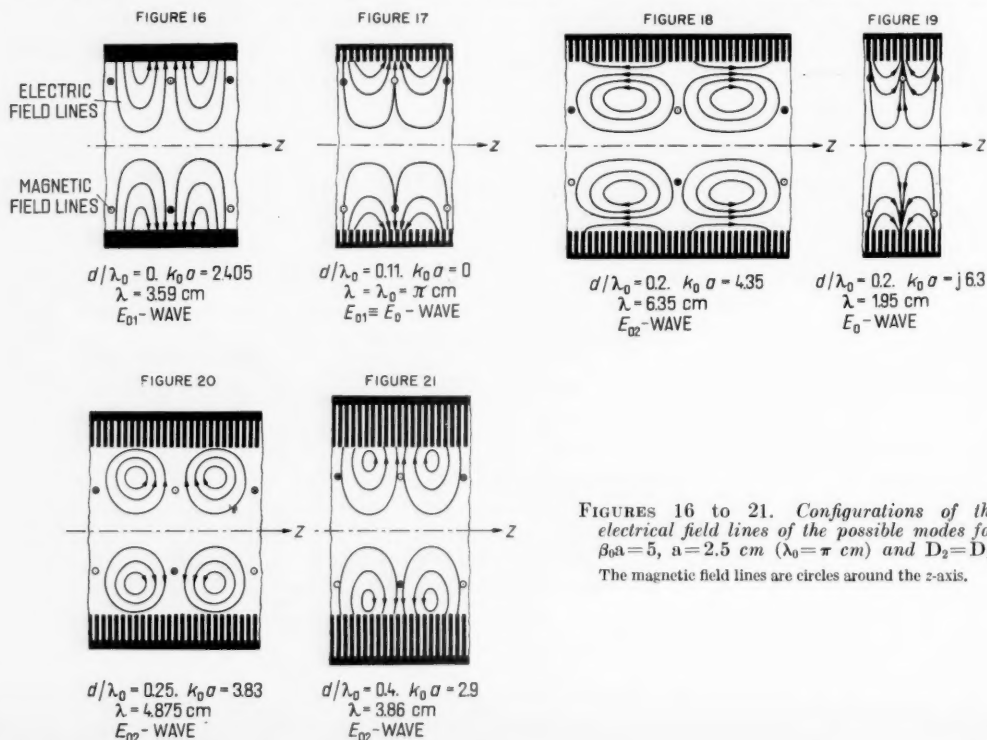 FIGURE 16
FIGURE 17
FIGURE 18
FIGURE 19
ELECTRIC
FIELD LINES
MAGNETIC
FIELD LINES
Z
Z
Z
Z
d/λ₀ = 0. k₀a = 2.405
λ = 3.59 cm
E₀₁- WAVE
d/λ₀ = 0.11. k₀a = 0
λ = λ₀ = π cm
E₀₁ ≡ E₀ - WAVE
d/λ₀ = 0.2. k₀a = 4.35
λ = 6.35 cm
E₀₂-WAVE
d/λ₀ = 0.2. k₀a = j6.3
λ = 1.95 cm
E₀ - WAVE
FIGURE 20
FIGURE 21
Z
Z
d/λ₀ = 0.25. k₀a = 3.83
λ = 4.875 cm
E₀₂- WAVE
d/λ₀ = 0.4. k₀a = 2.9
λ = 3.86 cm
E₀₂- WAVE
FIGURES 16 to 21. Configurations of th
electrical field lines of the possible modes fo
β₀a=5, a=2.5 cm (λ₀=π cm) and D₂=D
The magnetic field lines are circles around the z-axis.